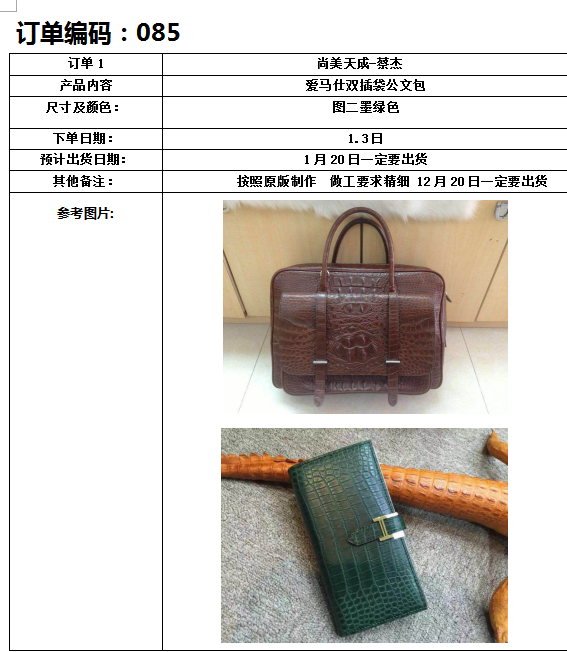 订单编码：085
订单1 尚美天成-蔡杰
产品内容 爱马仕双插袋公文包
尺寸及颜色： 图二墨绿色
下单日期： 1.3日
预计出货日期： 1月20日一定要出货
其他备注： 按照原版制作 做工要求精细 12月20日一定要出货
参考图片: